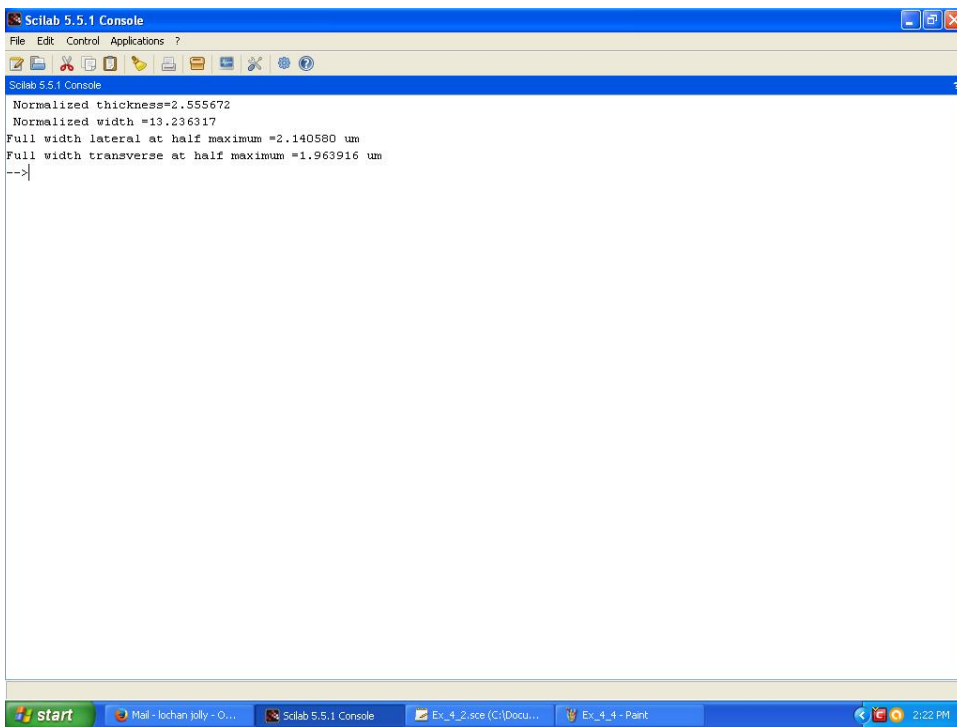 Scilab 5.5.1 Console
File Edit Control Applications ?
Scilab 5.5.1 Console ?
Normalized thickness=2.555672
Normalized width =13.236317
Full width lateral at half maximum =2.140580 um
Full width transverse at half maximum =1.963916 um
-->
start Mail - lochan jolly - O... Scilab 5.5.1 Console Ex_4_2.sce (C:\Docu... Ex_4_4 - Paint 2:22 PM